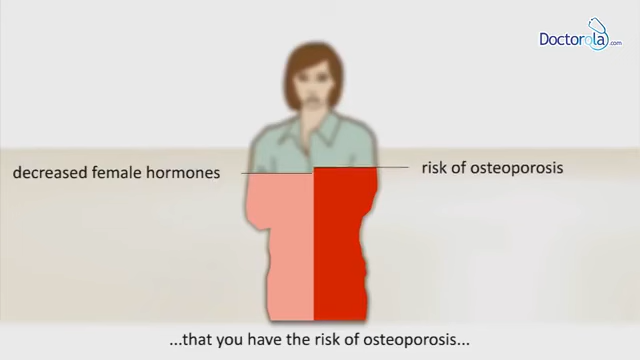 Doctorola.com
decreased female hormones
risk of osteoporosis
...that you have the risk of osteoporosis...